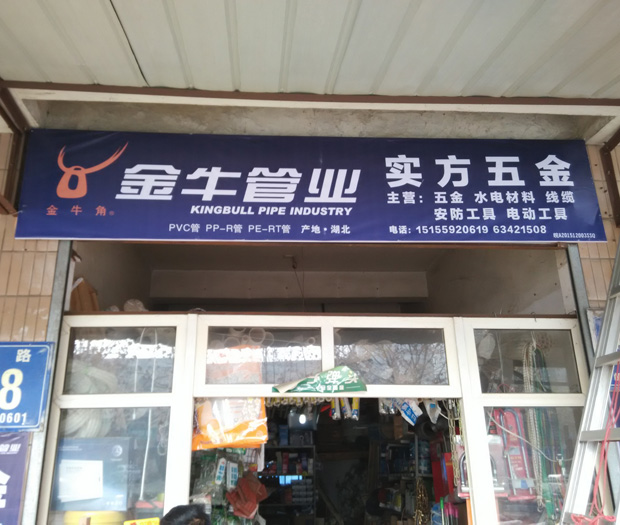 金牛角®
金牛管业
KINGBULL PIPE INDUSTRY
PVC管 PP-R管 PE-RT管 产地·湖北
实方五金
主营：五金 水电材料 线缆
安防工具 电动工具
电话：15155920619 63421508
路
8
0601